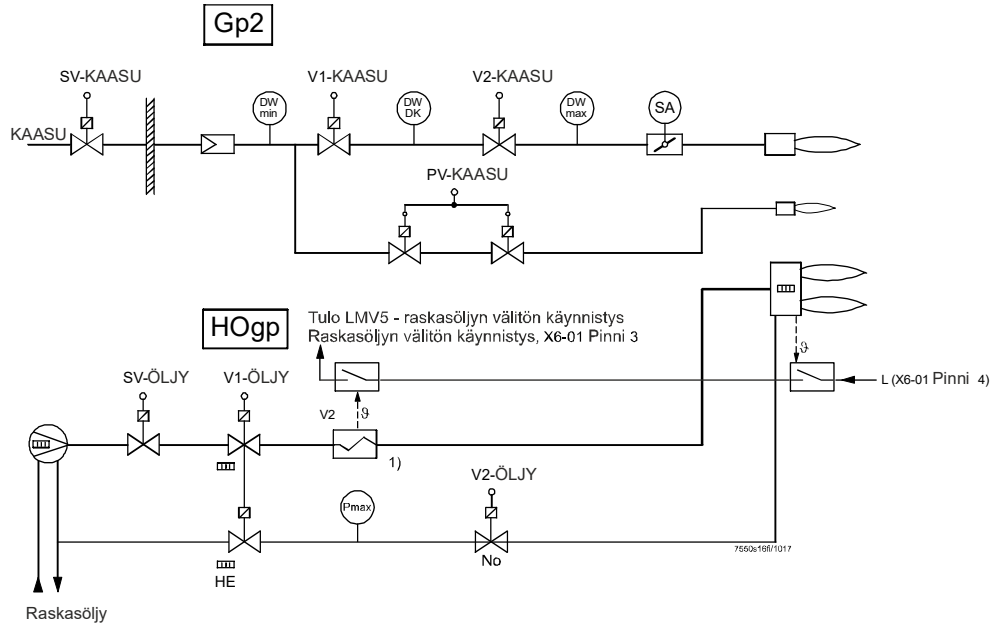 Gp2
SV-KAASU
V1-KAASU
V2-KAASU
DW
min
DW
DK
DW
max
SA
KAASU
PV-KAASU
HOgp
Tulo LMV5 - raskasöljyn välitön käynnistys
Raskasöljyn välitön käynnistys, X6-01 Pinni 3
ϑ
L (X6-01 Pinni 4)
SV-ÖLJY
V1-ÖLJY
V2
ϑ
1)
V2-ÖLJY
Pmax
No
7550s16fi/1017
HE
Raskasöljy